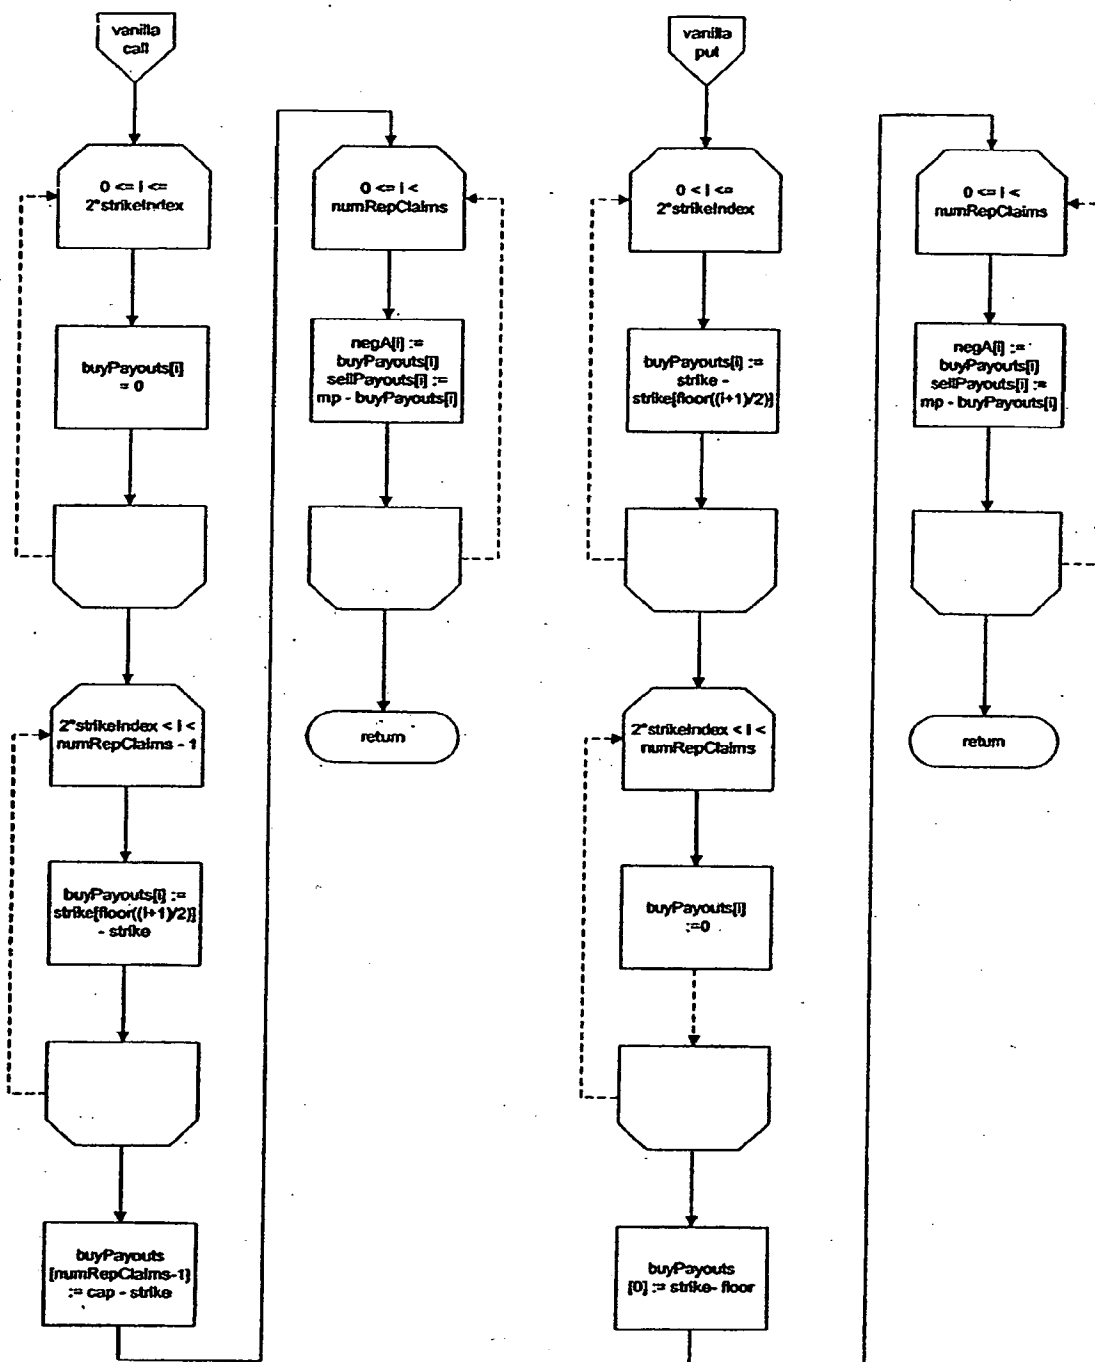 vanilla
call
0 <= i <=
2*strikeIndex
buyPayouts[i]
= 0
2*strikeIndex < i <
numRepClaims - 1
buyPayouts[i] :=
strike[floor((i+1)/2)]
- strike
buyPayouts
[numRepClaims-1]
:= cap - strike
0 <= i <
numRepClaims
negA[i] :=
buyPayouts[i]
sellPayouts[i] :=
mp - buyPayouts[i]
return
vanilla
put
0 < i <=
2*strikeIndex
buyPayouts[i] :=
strike -
strike[floor((i+1)/2)]
2*strikeIndex < i <
numRepClaims
buyPayouts[i]
:=0
buyPayouts
[0] := strike- floor
0 <= i <
numRepClaims
negA[i] :=
buyPayouts[i]
sellPayouts[i] :=
mp - buyPayouts[i]
return